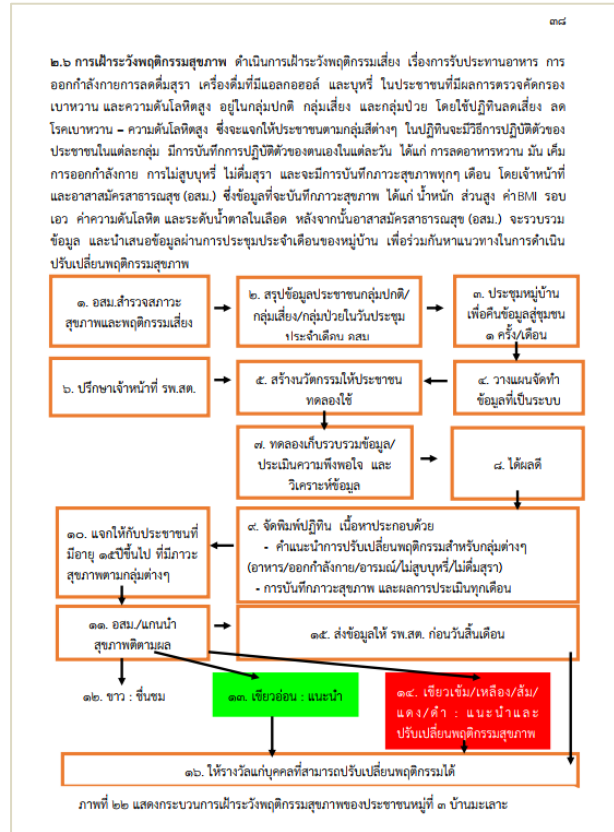 ๓๘
๒.๖ การเฝ้าระวังพฤติกรรมสุขภาพ ดำเนินการเฝ้าระวังพฤติกรรมเสี่ยง เรื่องการรับประทานอาหาร การ
ออกกำลังกายการลดดื่มสุรา เครื่องดื่มที่มีแอลกอฮอล์ และบุหรี่ ในประชาชนที่มีผลการตรวจคัดกรอง
เบาหวาน และความดันโลหิตสูง อยู่ในกลุ่มปกติ กลุ่มเสี่ยง และกลุ่มป่วย โดยใช้ปฏิทินลดเสี่ยง ลด
โรคเบาหวาน – ความดันโลหิตสูง ซึ่งจะแจกให้ประชาชนตามกลุ่มสีต่างๆ ในปฏิทินจะมีวิธีการปฏิบัติตัวของ
ประชาชนในแต่ละกลุ่ม มีการบันทึกการปฏิบัติตัวของตนเองในแต่ละวัน ได้แก่ การลดอาหารหวาน มัน เค็ม
การออกกำลังกาย การไม่สูบบุหรี่ ไม่ดื่มสุรา และจะมีการบันทึกภาวะสุขภาพทุกๆ เดือน โดยเจ้าหน้าที่
และอาสาสมัครสาธารณสุข (อสม.) ซึ่งข้อมูลที่จะบันทึกภาวะสุขภาพ ได้แก่ น้ำหนัก ส่วนสูง ค่าBMI รอบ
เอว ค่าความดันโลหิต และระดับน้ำตาลในเลือด หลังจากนั้นอาสาสมัครสาธารณสุข (อสม.) จะรวบรวม
ข้อมูล และนำเสนอข้อมูลผ่านการประชุมประจำเดือนของหมู่บ้าน เพื่อร่วมกันหาแนวทางในการดำเนิน
ปรับเปลี่ยนพฤติกรรมสุขภาพ
๑. อสม.สำรวจสภาวะ
สุขภาพและพฤติกรรมเสี่ยง
๒. สรุปข้อมูลประชาชนกลุ่มปกติ/
กลุ่มเสี่ยง/กลุ่มป่วยในวันประชุม
ประจำเดือน อสม
๓. ประชุมหมู่บ้าน
เพื่อคืนข้อมูลสู่ชุมชน
๑ ครั้ง/เดือน
๖. ปรึกษาเจ้าหน้าที่ รพ.สต.
๕. สร้างนวัตกรรมให้ประชาชน
ทดลองใช้
๔. วางแผนจัดทำ
ข้อมูลที่เป็นระบบ
๗. ทดลองเก็บรวบรวมข้อมูล/
ประเมินความพึงพอใจ และ
วิเคราะห์ข้อมูล
๘. ได้ผลดี
๑๐. แจกให้กับประชาชนที่
มีอายุ ๑๕ปีขึ้นไป ที่มีภาวะ
สุขภาพตามกลุ่มต่างๆ
๙. จัดพิมพ์ปฏิทิน เนื้อหาประกอบด้วย
- คำแนะนำการปรับเปลี่ยนพฤติกรรมสำหรับกลุ่มต่างๆ
(อาหาร/ออกกำลังกาย/อารมณ์/ไม่สูบบุหรี่/ไม่ดื่มสุรา)
- การบันทึกภาวะสุขภาพ และผลการประเมินทุกเดือน
๑๑. อสม./แกนนำ
สุขภาพติตามผล
๑๕. ส่งข้อมูลให้ รพ.สต. ก่อนวันสิ้นเดือน
๑๒. ขาว : ชื่นชม
๑๓. เขียวอ่อน : แนะนำ
๑๔. เขียวเข้ม/เหลือง/ส้ม/
แดง/ดำ : แนะนำและ
ปรับเปลี่ยนพฤติกรรมสุขภาพ
๑๖. ให้รางวัลแก่บุคคลที่สามารถปรับเปลี่ยนพฤติกรรมได้
ภาพที่ ๒๒ แสดงกระบวนการเฝ้าระวังพฤติกรรมสุขภาพของประชาชนหมู่ที่ ๓ บ้านมะเลาะ